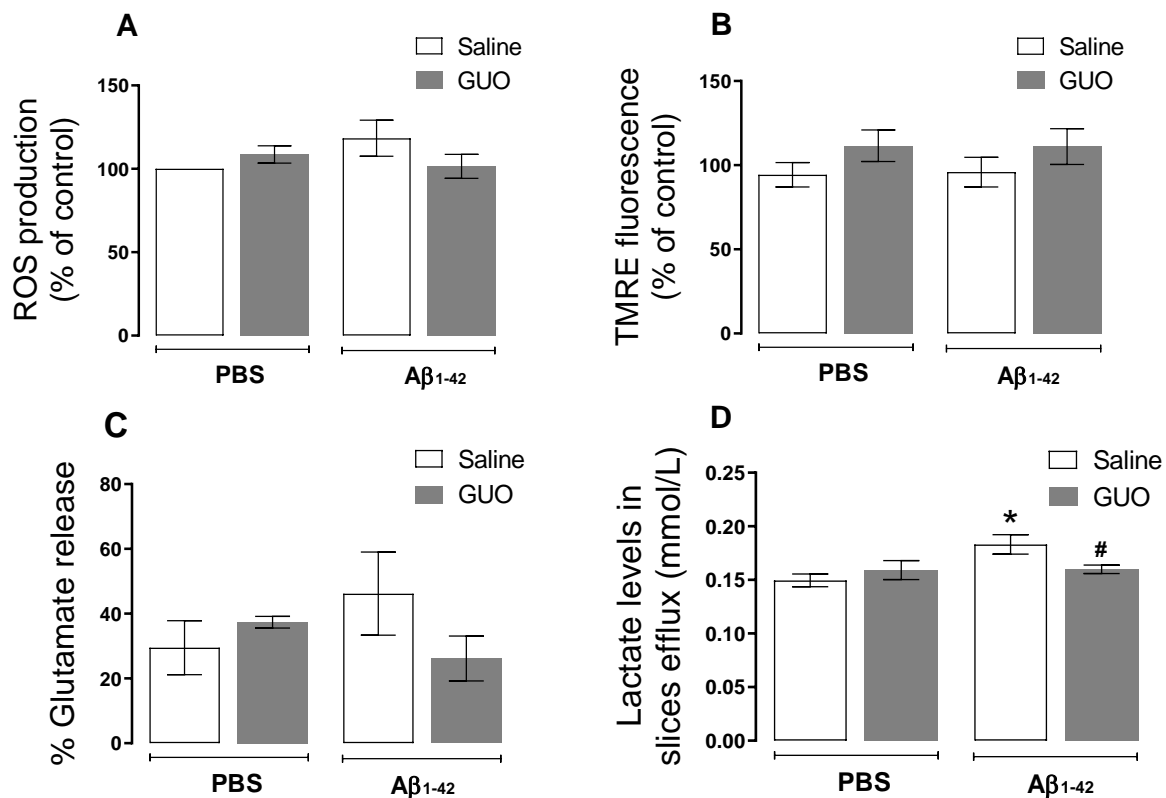 A
Saline
GUO
ROS production
(% of control)
150
100
50
0
PBS
Aβ1-42
B
Saline
GUO
TMRE fluorescence
(% of control)
150
100
50
0
PBS
Aβ1-42
C
Saline
GUO
% Glutamate release
80
60
40
20
0
PBS
Aβ1-42
D
Saline
GUO
Lactate levels in
slices efflux (mmol/L)
0.25
0.20
0.15
0.10
0.05
0.00
*
#
PBS
Aβ1-42